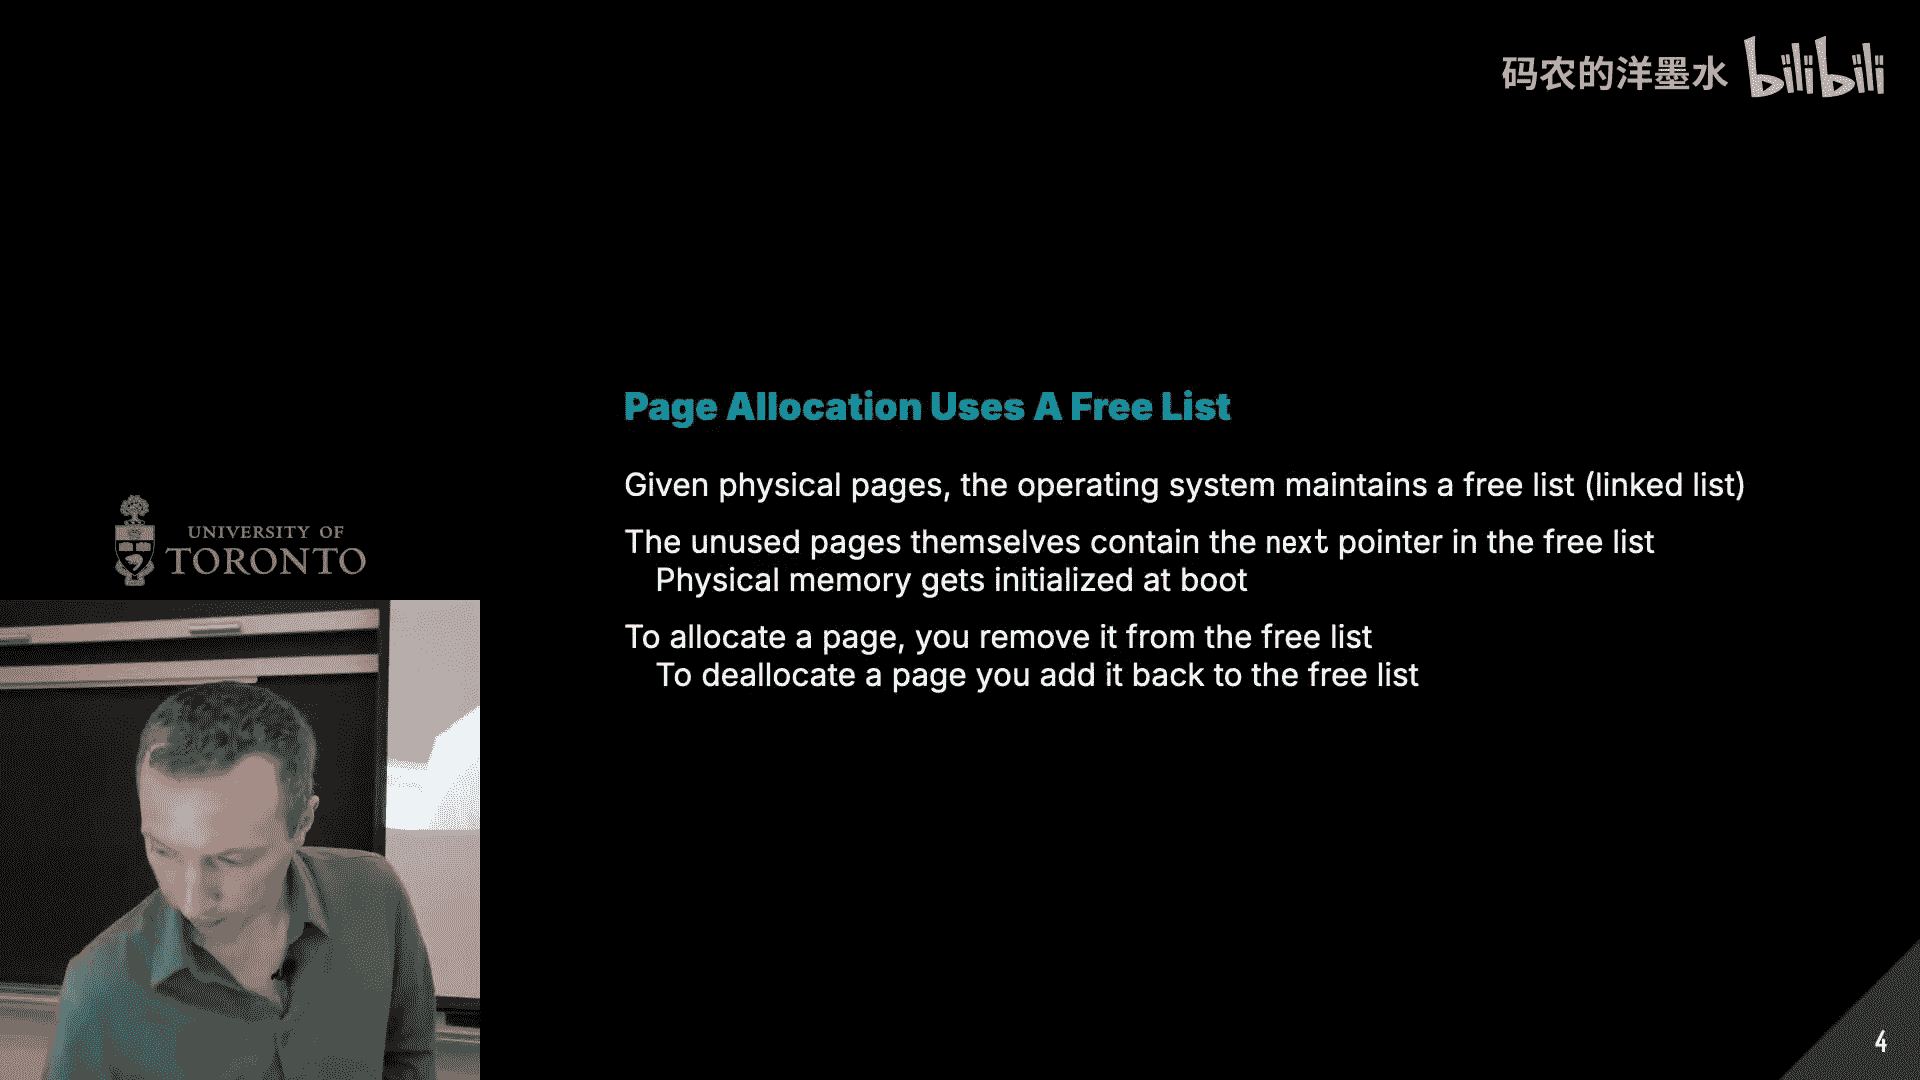 码农的洋墨水 bilibili
Page Allocation Uses A Free List
Given physical pages, the operating system maintains a free list (linked list)
The unused pages themselves contain the next pointer in the free list
Physical memory gets initialized at boot
To allocate a page, you remove it from the free list
To deallocate a page you add it back to the free list
UNIVERSITY OF
TORONTO
4